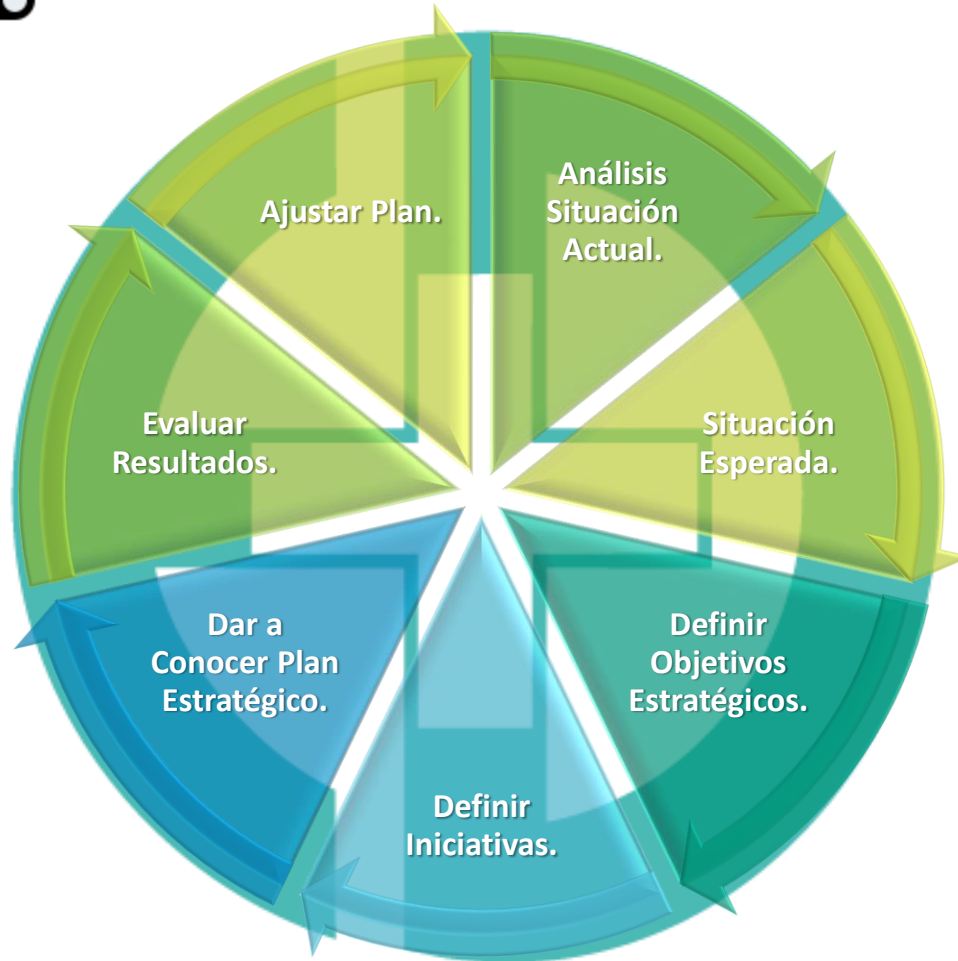 Análisis
Situación
Actual.
Situación
Esperada.
Definir
Objetivos
Estratégicos.
Definir
Iniciativas.
Dar a
Conocer Plan
Estratégico.
Evaluar
Resultados.
Ajustar Plan.